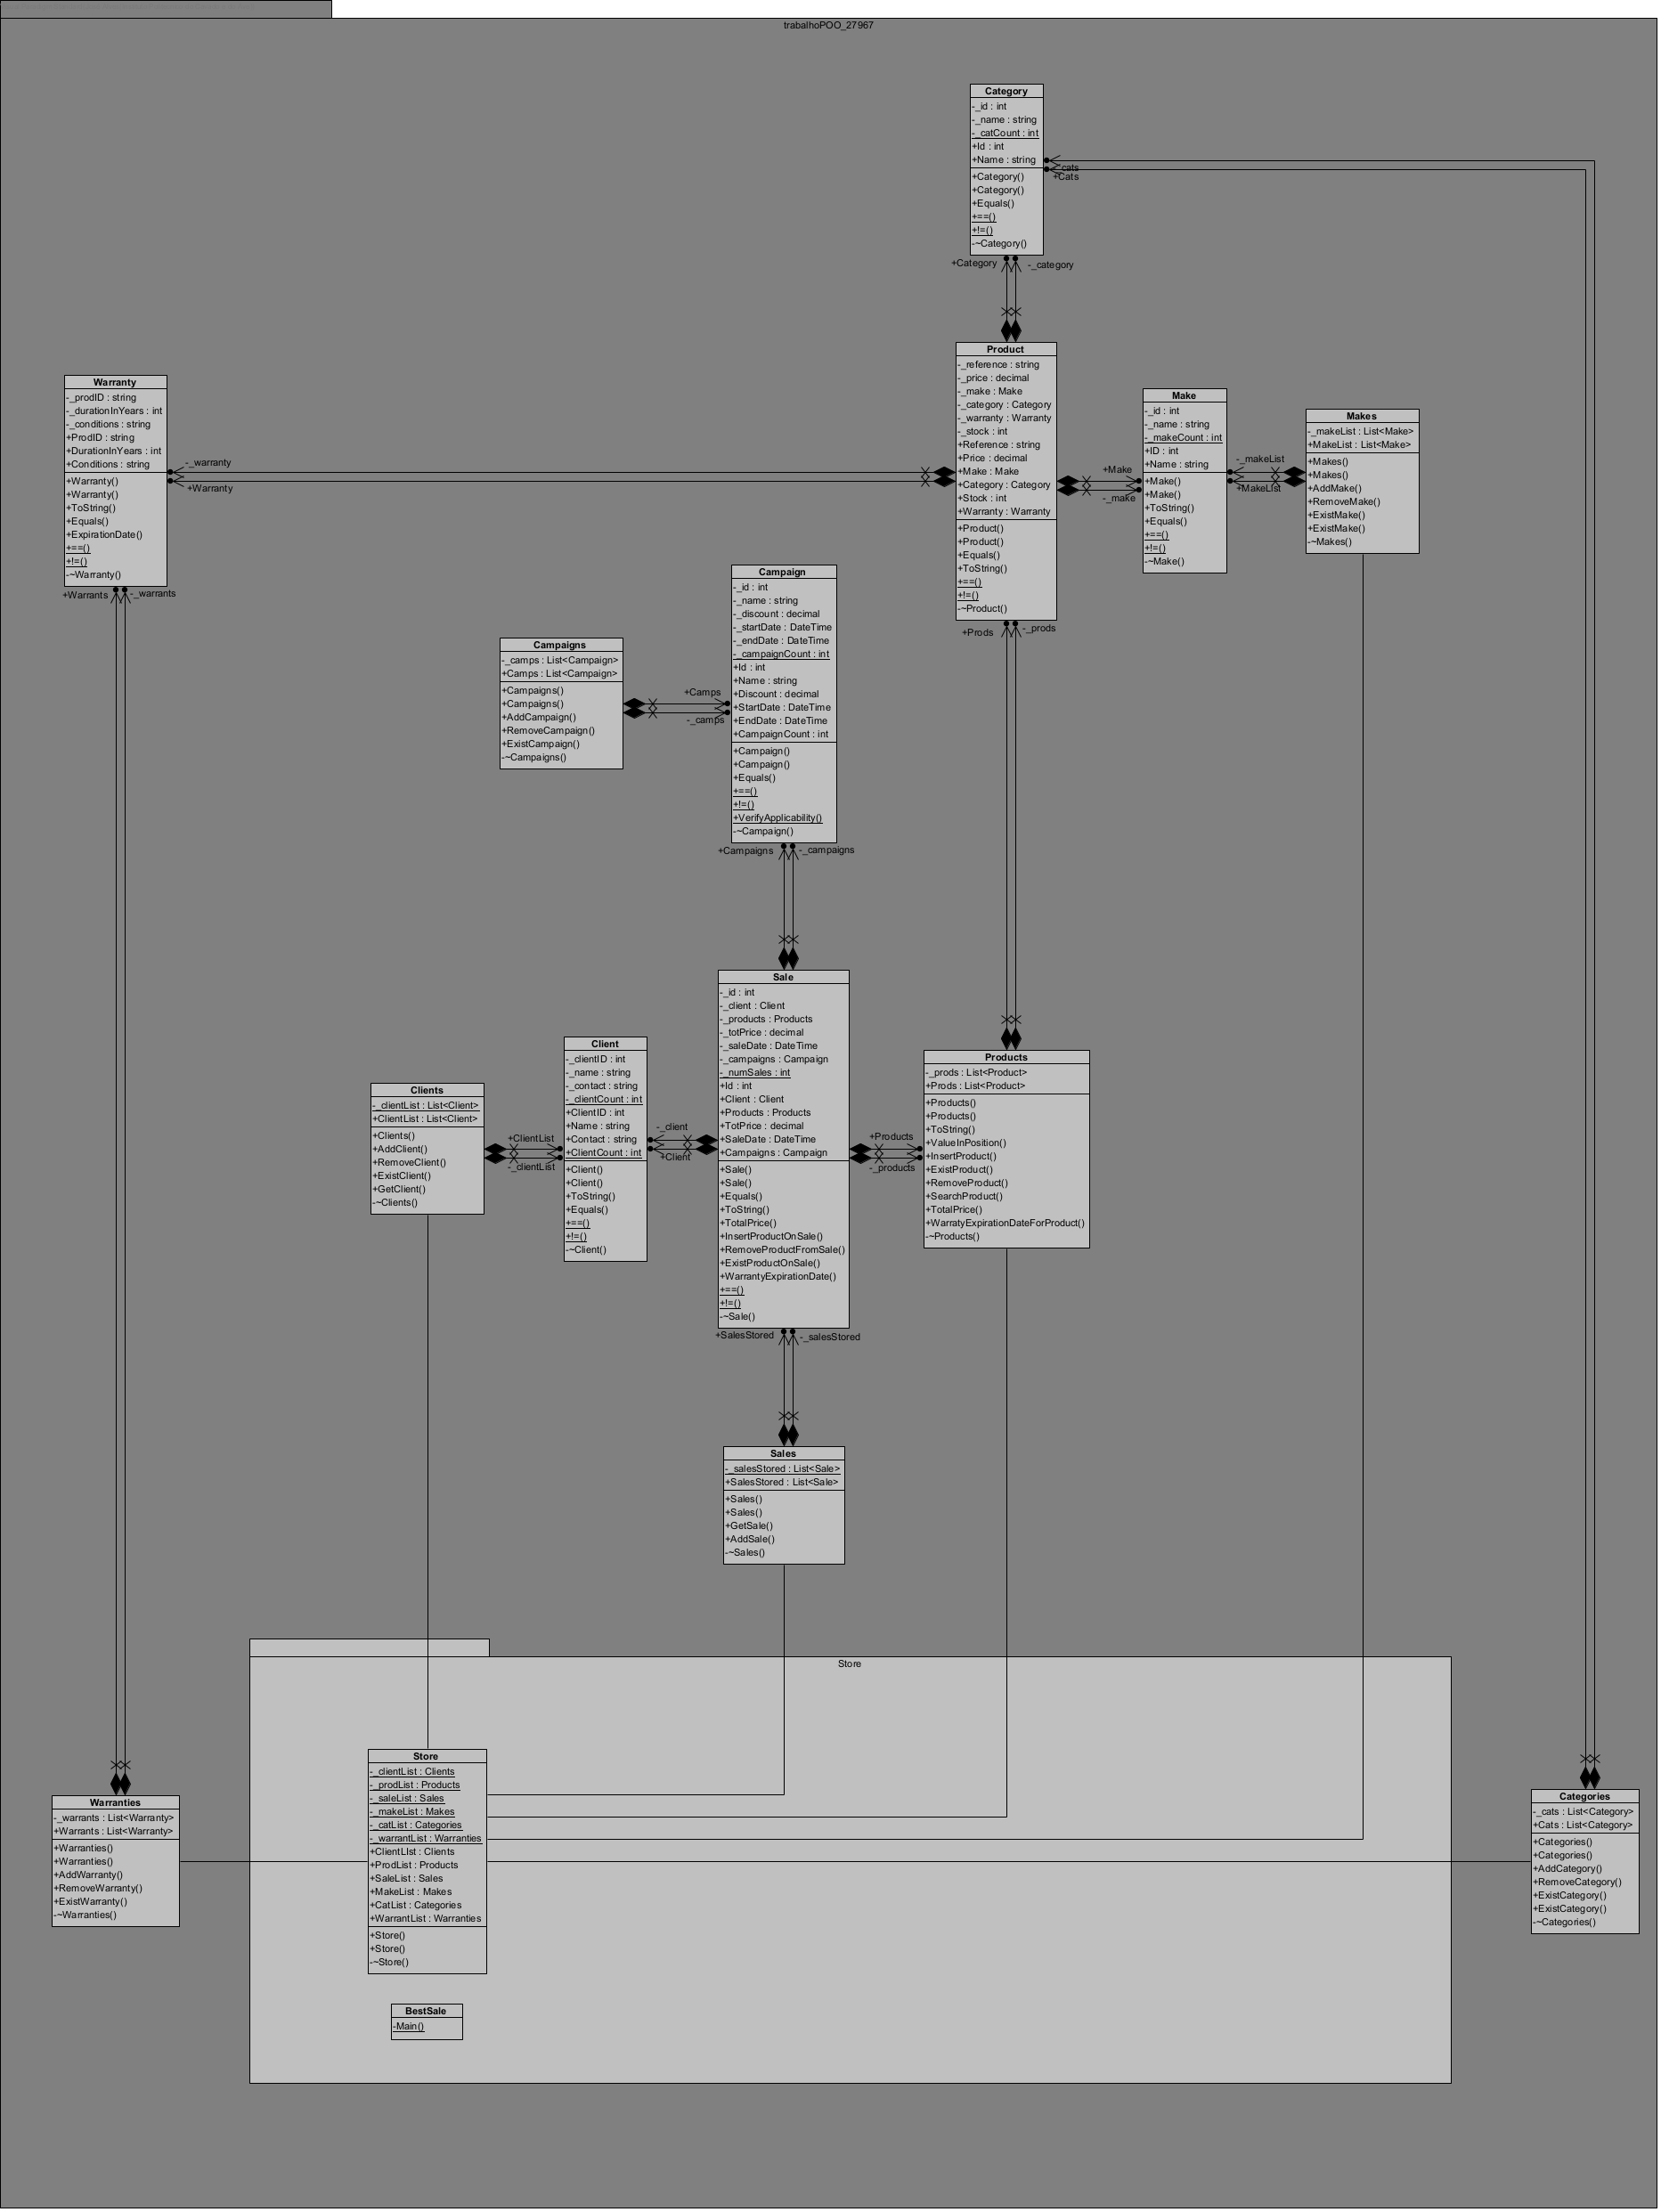 trabalhoPOO_27967
Category
-_id : int
-_name : string
-_catCount : int
+Id : int
+Name : string
+Category()
+Category()
+Equals()
+==()
+!=()
-~Category()
-_cats
+Cats
+Category
-_category
Product
-_reference : string
-_price : decimal
-_make : Make
-_category : Category
-_warranty : Warranty
-_stock : int
+Reference : string
+Price : decimal
+Make : Make
+Category : Category
+Stock : int
+Warranty : Warranty
+Product()
+Product()
+Equals()
+ToString()
+==()
+!=()
-~Product()
Warranty
-_prodID : string
-_durationInYears : int
-_conditions : string
+ProdID : string
+DurationInYears : int
+Conditions : string
+Warranty()
+Warranty()
+ToString()
+Equals()
+ExpirationDate()
+==()
+!=()
-~Warranty()
-_warranty
+Warranty
+Warrants
-_warrants
+Make
-_make
Make
-_id : int
-_name : string
-_makeCount : int
+ID : int
+Name : string
+Make()
+Make()
+ToString()
+Equals()
+==()
+!=()
-~Make()
-_makeList
+MakeList
Makes
-_makeList : List<Make>
+MakeList : List<Make>
+Makes()
+Makes()
+AddMake()
+RemoveMake()
+ExistMake()
+ExistMake()
-~Makes()
Campaign
-_id : int
-_name : string
-_discount : decimal
-_startDate : DateTime
-_endDate : DateTime
-_campaignCount : int
+Id : int
+Name : string
+Discount : decimal
+StartDate : DateTime
+EndDate : DateTime
+CampaignCount : int
+Campaign()
+Campaign()
+Equals()
+==()
+!=()
+VerifyApplicability()
-~Campaign()
Campaigns
-_camps : List<Campaign>
+Camps : List<Campaign>
+Campaigns()
+Campaigns()
+AddCampaign()
+RemoveCampaign()
+ExistCampaign()
-~Campaigns()
+Camps
-_camps
+Prods
-_prods
+Campaigns
-_campaigns
Sale
-_id : int
-_client : Client
-_products : Products
-_totPrice : decimal
-_saleDate : DateTime
-_campaigns : Campaign
-_numSales : int
+Id : int
+Client : Client
+Products : Products
+TotPrice : decimal
+SaleDate : DateTime
+Campaigns : Campaign
+Sale()
+Sale()
+Equals()
+ToString()
+TotalPrice()
+InsertProductOnSale()
+RemoveProductFromSale()
+ExistProductOnSale()
+WarrantyExpirationDate()
+==()
+!=()
-~Sale()
Client
-_clientID : int
-_name : string
-_contact : string
-_clientCount : int
+ClientID : int
+Name : string
+Contact : string
+ClientCount : int
+Client()
+Client()
+ToString()
+Equals()
+==()
+!=()
-~Client()
-_client
+Client
Clients
-_clientList : List<Client>
+ClientList : List<Client>
+Clients()
+AddClient()
+RemoveClient()
+ExistClient()
+GetClient()
-~Clients()
+ClientList
-_clientList
+Products
-_products
Products
-_prods : List<Product>
+Prods : List<Product>
+Products()
+Products()
+ToString()
+ValueInPosition()
+InsertProduct()
+ExistProduct()
+RemoveProduct()
+SearchProduct()
+TotalPrice()
+WarratyExpirationDateForProduct()
-~Products()
+SalesStored
-_salesStored
Sales
-_salesStored : List<Sale>
+SalesStored : List<Sale>
+Sales()
+Sales()
+GetSale()
+AddSale()
-~Sales()
Store
Store
-_clientList : Clients
-_prodList : Products
-_saleList : Sales
-_makeList : Makes
-_catList : Categories
-_warrantList : Warranties
+ClientLIst : Clients
+ProdList : Products
+SaleList : Sales
+MakeList : Makes
+CatList : Categories
+WarrantList : Warranties
+Store()
+Store()
-~Store()
Warranties
-_warrants : List<Warranty>
+Warrants : List<Warranty>
+Warranties()
+Warranties()
+AddWarranty()
+RemoveWarranty()
+ExistWarranty()
-~Warranties()
Categories
-_cats : List<Category>
+Cats : List<Category>
+Categories()
+Categories()
+AddCategory()
+RemoveCategory()
+ExistCategory()
+ExistCategory()
-~Categories()
BestSale
-Main()